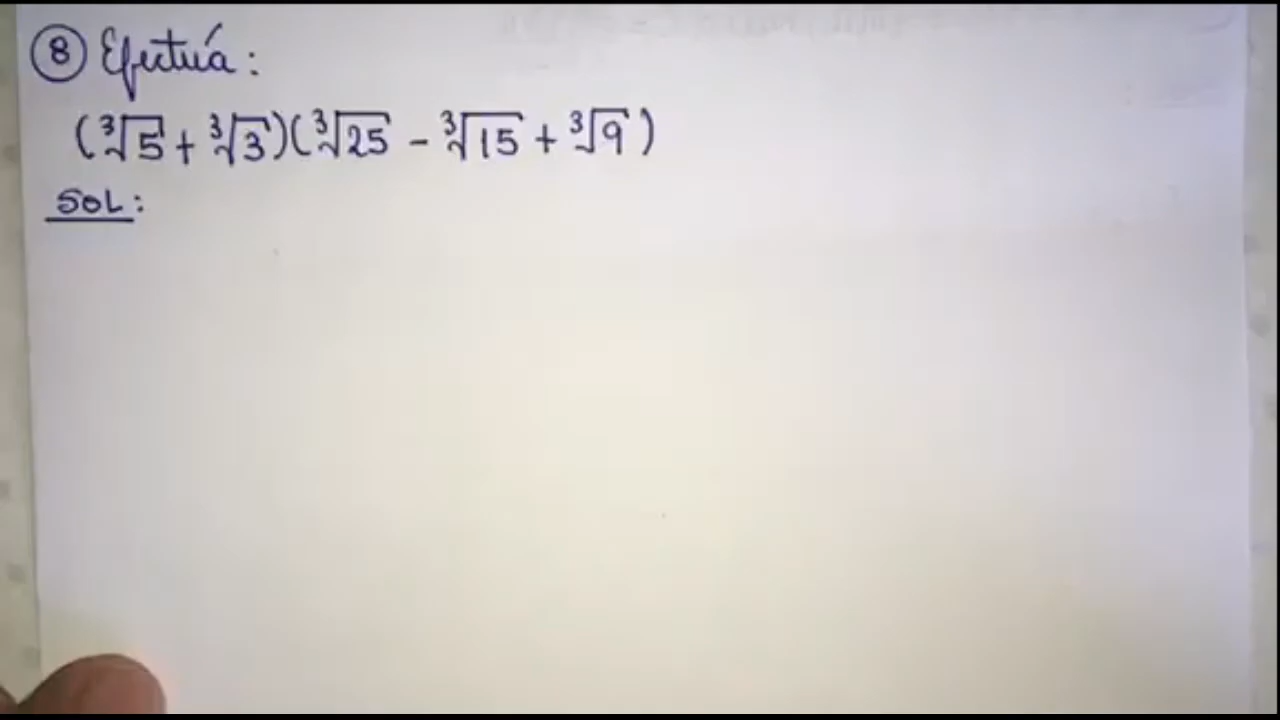 ⑧ Efectuá:
(∛5 + ∛3)(∛25 - ∛15 + ∛9)
SOL: